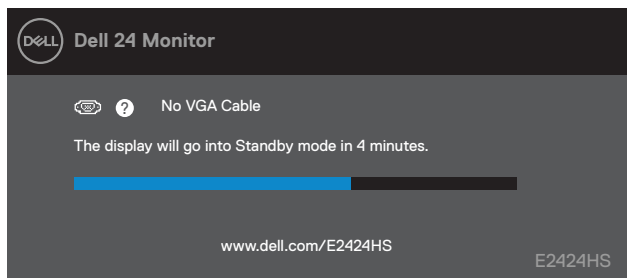 DELL Dell 24 Monitor
? No VGA Cable
The display will go into Standby mode in 4 minutes.
www.dell.com/E2424HS
E2424HS